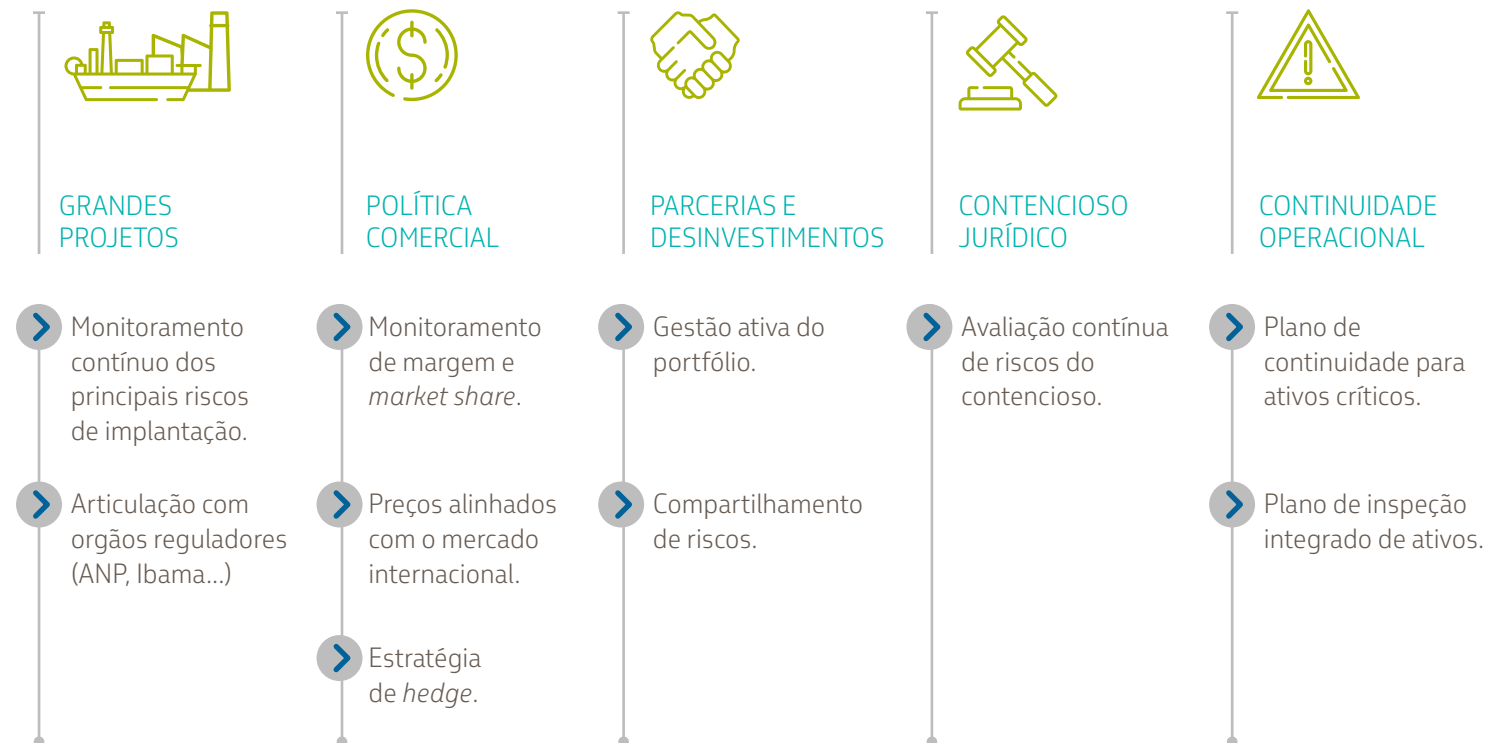 GRANDES
PROJETOS
Monitoramento
contínuo dos
principais riscos
de implantação.
Articulação com
orgãos reguladores
(ANP, Ibama...)
POLÍTICA
COMERCIAL
Monitoramento
de margem e
market share.
Preços alinhados
com o mercado
internacional.
Estratégia
de hedge.
PARCERIAS E
DESINVESTIMENTOS
Gestão ativa do
portfólio.
Compartilhamento
de riscos.
CONTENCIOSO
JURÍDICO
Avaliação contínua
de riscos do
contencioso.
CONTINUIDADE
OPERACIONAL
Plano de
continuidade para
ativos críticos.
Plano de inspeção
integrado de ativos.